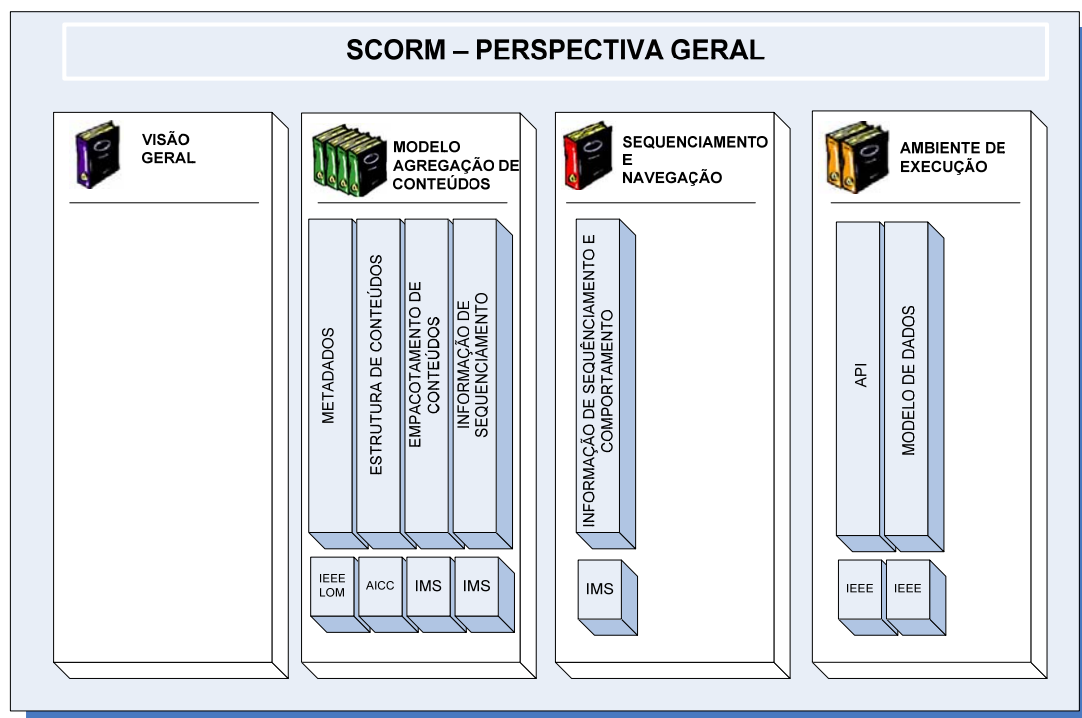 SCORM – PERSPECTIVA GERAL
VISÃO
GERAL
MODELO
AGREGAÇÃO DE
CONTEÚDOS
METADADOS
ESTRUTURA DE CONTEÚDOS
EMPACOTAMENTO DE
CONTEÚDOS
INFORMAÇÃO DE
SEQUENCIAMENTO
IEEE
LOM
AICC
IMS
IMS
SEQUENCIAMENTO
E
NAVEGAÇÃO
INFORMAÇÃO DE SEQUÊNCIAMENTO E
COMPORTAMENTO
IMS
AMBIENTE DE
EXECUÇÃO
API
MODELO DE DADOS
IEEE
IEEE